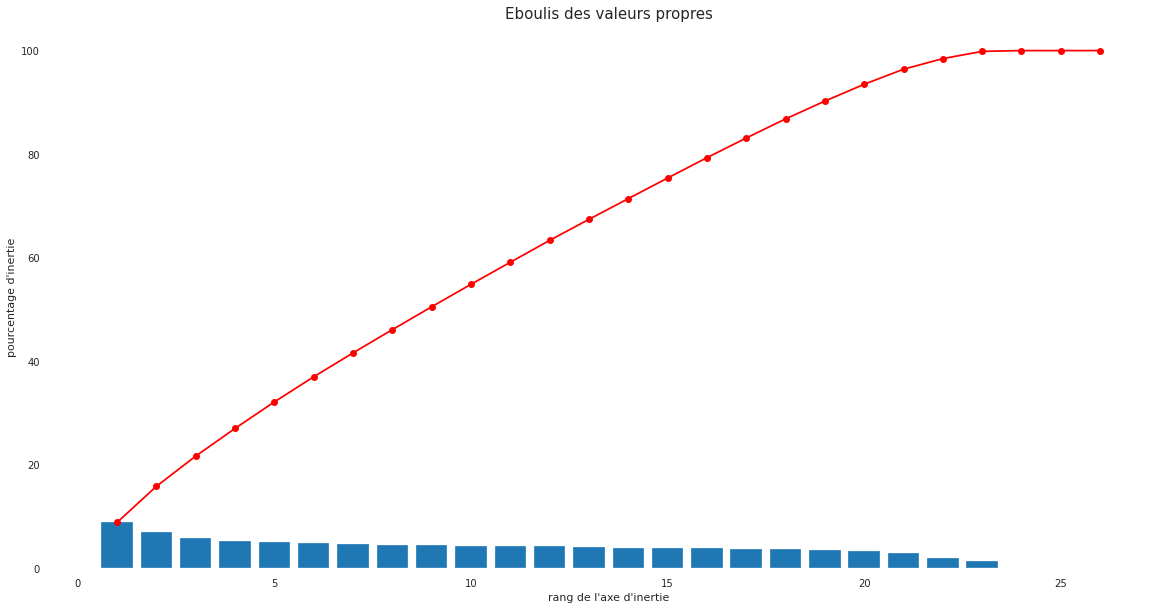 Eboulis des valeurs propres
100
80
60
40
20
0
pourcentage d'inertie
0 5 10 15 20 25
rang de l'axe d'inertie